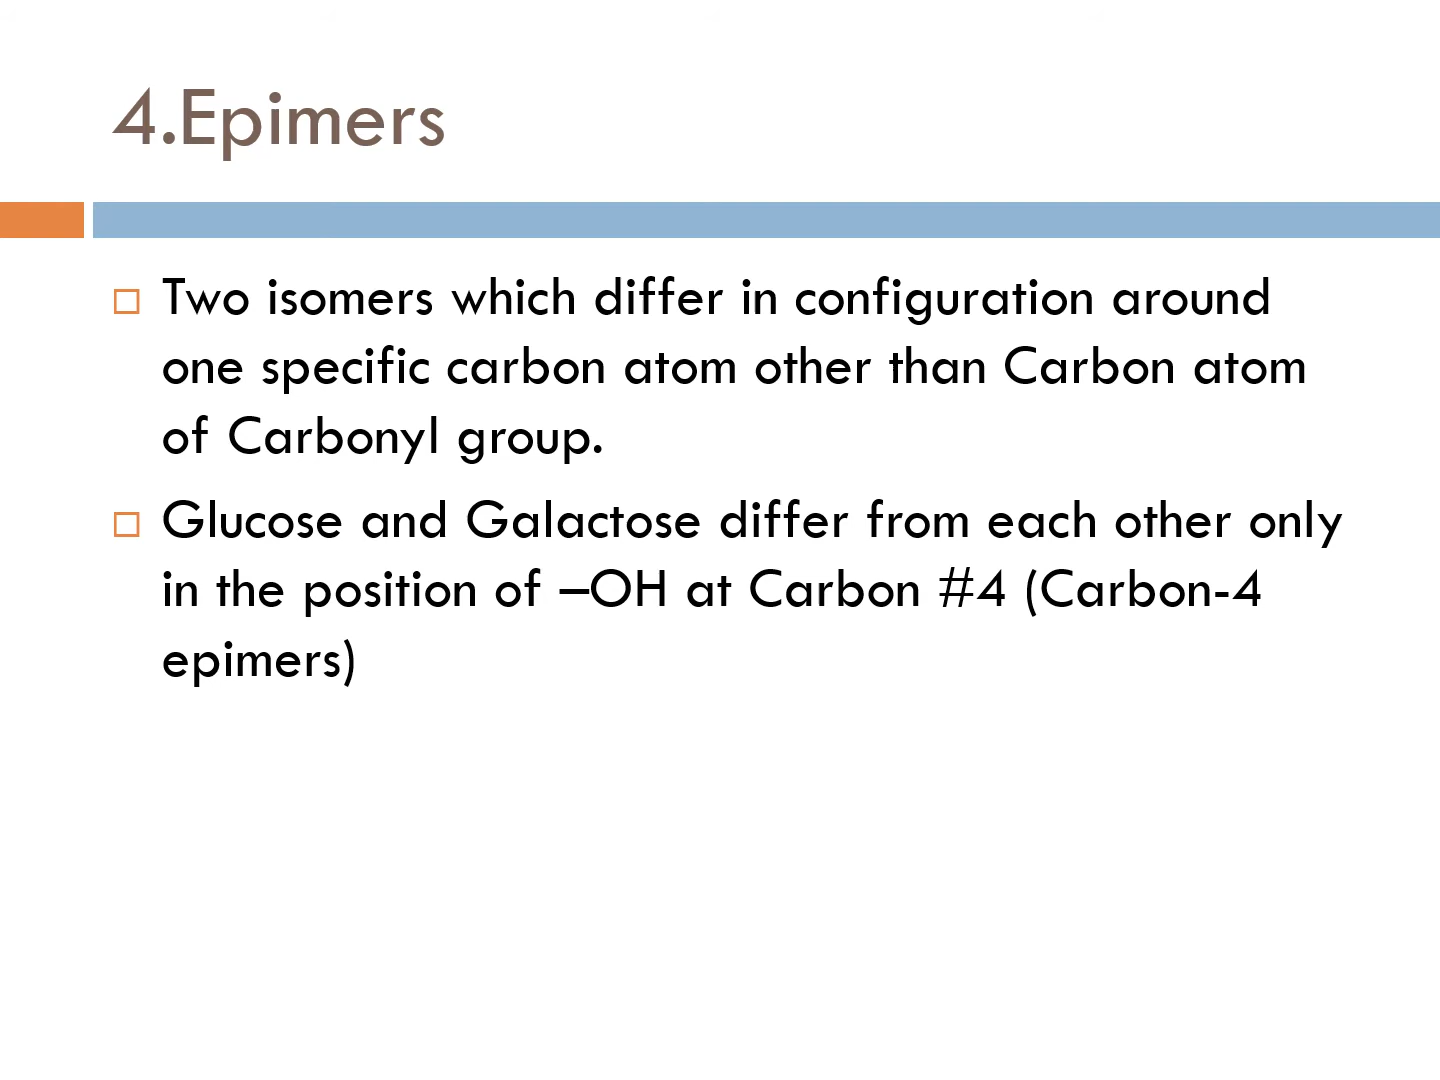 4.Epimers
Two isomers which differ in configuration around
one specific carbon atom other than Carbon atom
of Carbonyl group.
Glucose and Galactose differ from each other only
in the position of –OH at Carbon #4 (Carbon-4
epimers)